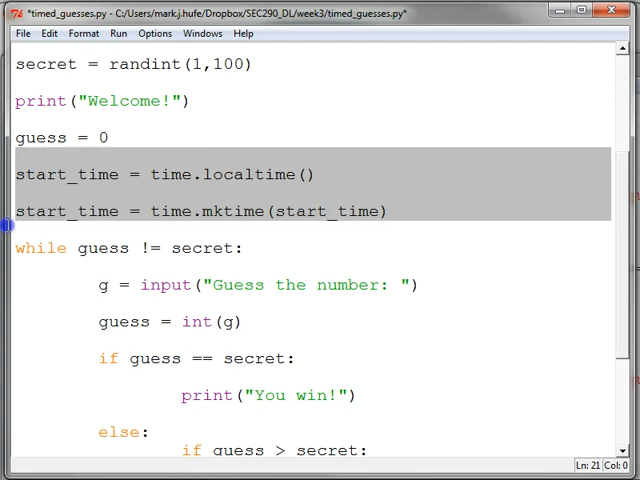 *timed_guesses.py - C:/Users/mark.j.hufe/Dropbox/SEC290_DL/week3/timed_guesses.py*
File Edit Format Run Options Windows Help
secret = randint(1,100)
print("Welcome!")
guess = 0
start_time = time.localtime()
start_time = time.mktime(start_time)
while guess != secret:
g = input("Guess the number: ")
guess = int(g)
if guess == secret:
print("You win!")
else:
if guess > secret:
Ln: 21 Col: 0